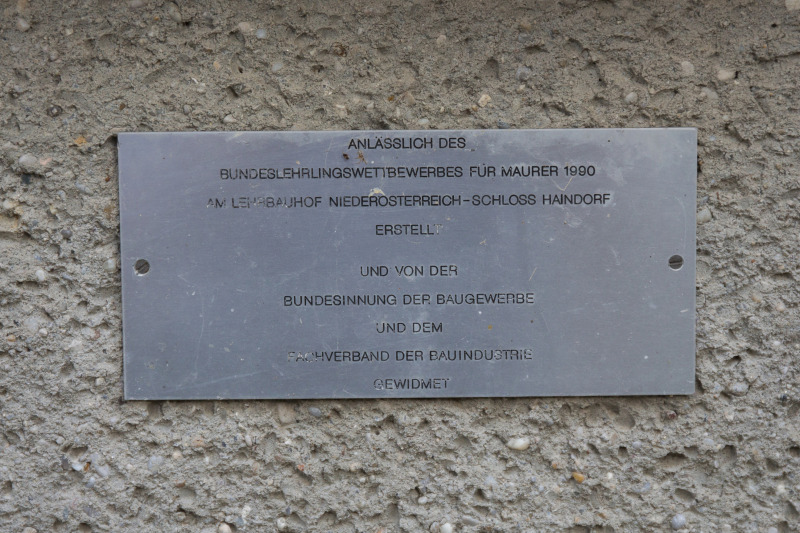 ANLÄSSLICH DES
BUNDESLEHRLINGSWETTBEWERBES FÜR MAURER 1990
AM LEHRBAUHOF NIEDERÖSTERREICH-SCHLOSS HAINDORF
ERSTELLT
UND VON DER
BUNDESINNUNG DER BAUGEWERBE
UND DEM
FACHVERBAND DER BAUINDUSTRIE
GEWIDMET